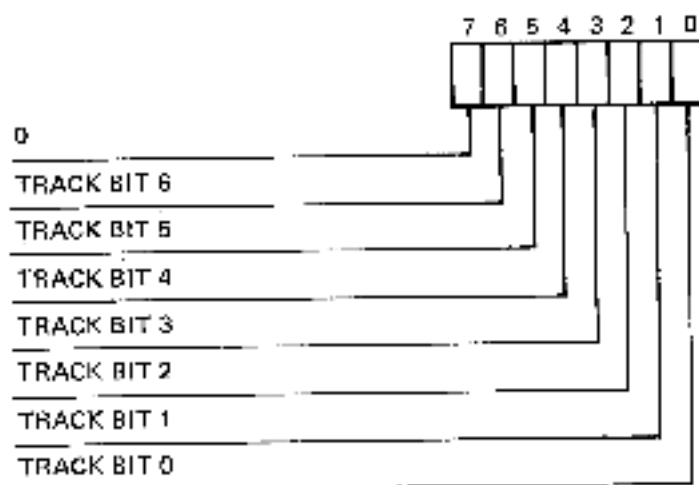 7 6 5 4 3 2 1 0
0
TRACK BIT 6
TRACK BIT 5
TRACK BIT 4
TRACK BIT 3
TRACK BIT 2
TRACK BIT 1
TRACK BIT 0